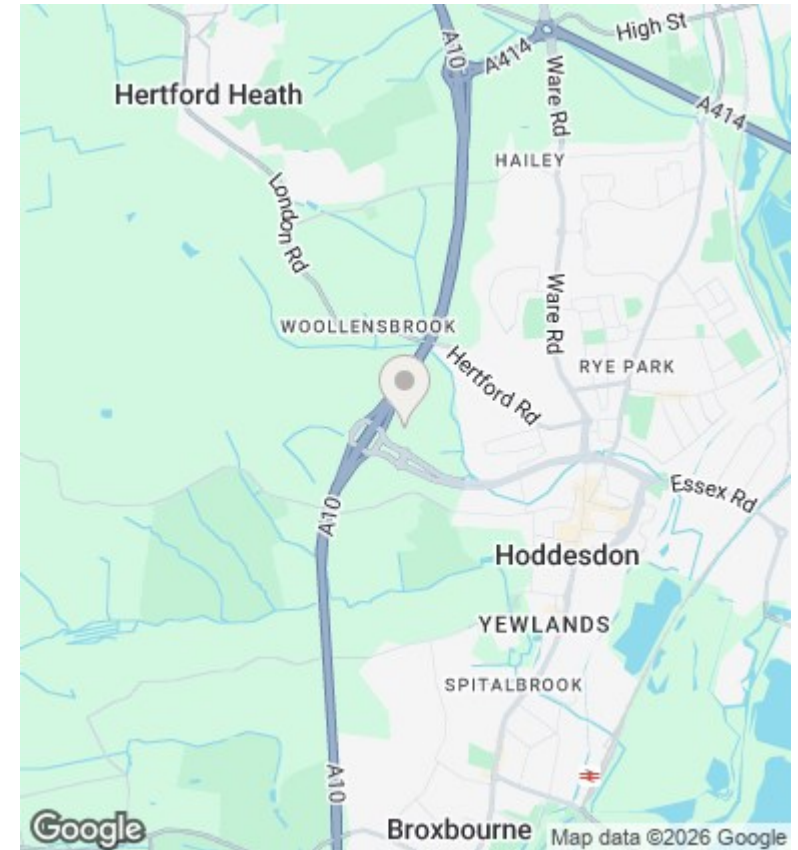 High St
A10
A414
Hertford Heath
Ware Rd
A414
HAILEY
London Rd
Ware Rd
WOOLLENSBROOK
RYE PARK
Hertford Rd
Essex Rd
A10
Hoddesdon
YEWLANDS
SPITALBROOK
A10
Google
Broxbourne
Map data ©2026 Google